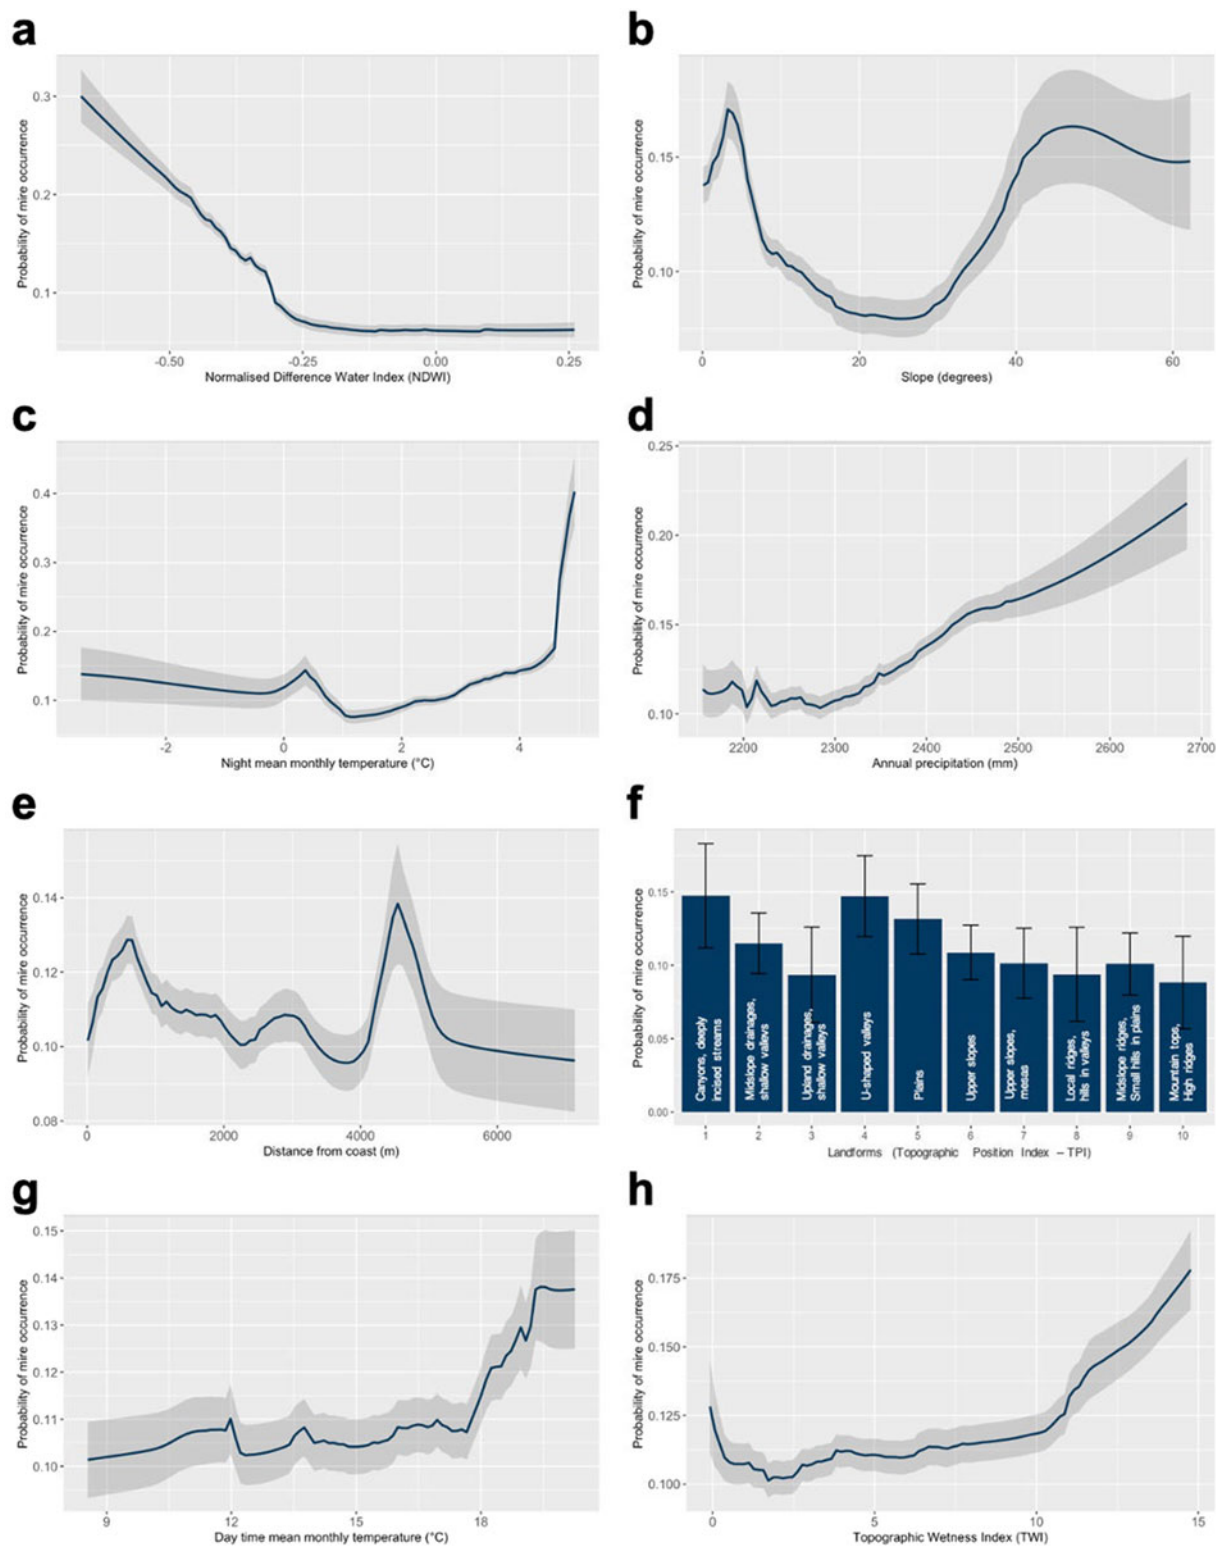 a
0.3
0.2
0.1
Probability of mire occurrence
-0.50 -0.25 0.00 0.25
Normalised Difference Water Index (NDWI)
b
0.15
0.10
Probability of mire occurrence
0 20 40 60
Slope (degrees)
c
0.4
0.3
0.2
0.1
Probability of mire occurrence
-2 0 2 4
Night mean monthly temperature (°C)
d
0.25
0.20
0.15
0.10
Probability of mire occurrence
2200 2300 2400 2500 2600 2700
Annual precipitation (mm)
e
0.14
0.12
0.10
0.08
Probability of mire occurrence
0 2000 4000 6000
Distance from coast (m)
f
0.15
0.10
0.05
0.00
Probability of mire occurrence
Canyons, deeply
incised streams
Midslope drainages,
shallow valleys
Upland drainages,
shallow valleys
U-shaped valleys
Plains
Upper slopes
Upper slopes,
mesas
Local ridges,
hills in valleys
Midslope ridges,
Small hills in plains
Mountain tops,
High ridges
1 2 3 4 5 6 7 8 9 10
Landforms (Topographic Position Index – TPI)
g
0.15
0.14
0.13
0.12
0.11
0.10
Probability of mire occurrence
9 12 15 18
Day time mean monthly temperature (°C)
h
0.175
0.150
0.125
0.100
Probability of mire occurrence
0 5 10 15
Topographic Wetness Index (TWI)